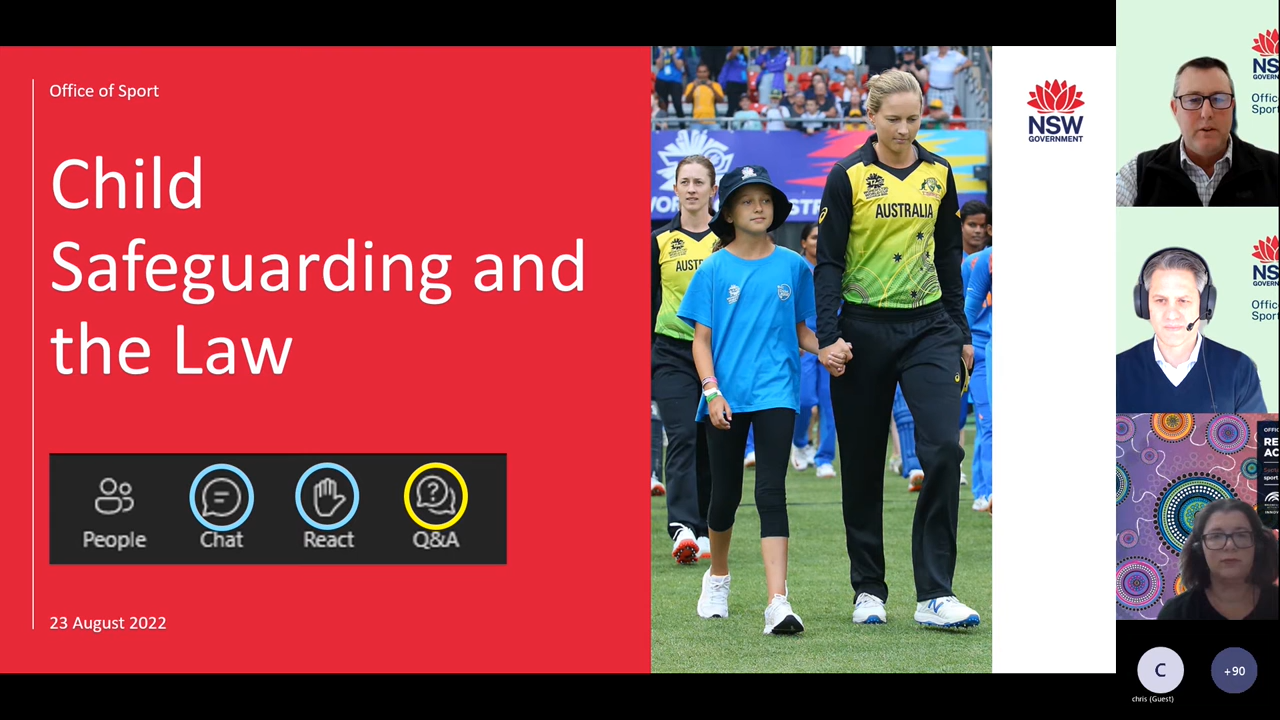 Office of Sport
Child
Safeguarding and
the Law
People
Chat
React
Q&A
23 August 2022
AUSTRALIA
NSW
GOVERNMENT
C
chris (Guest)
+90